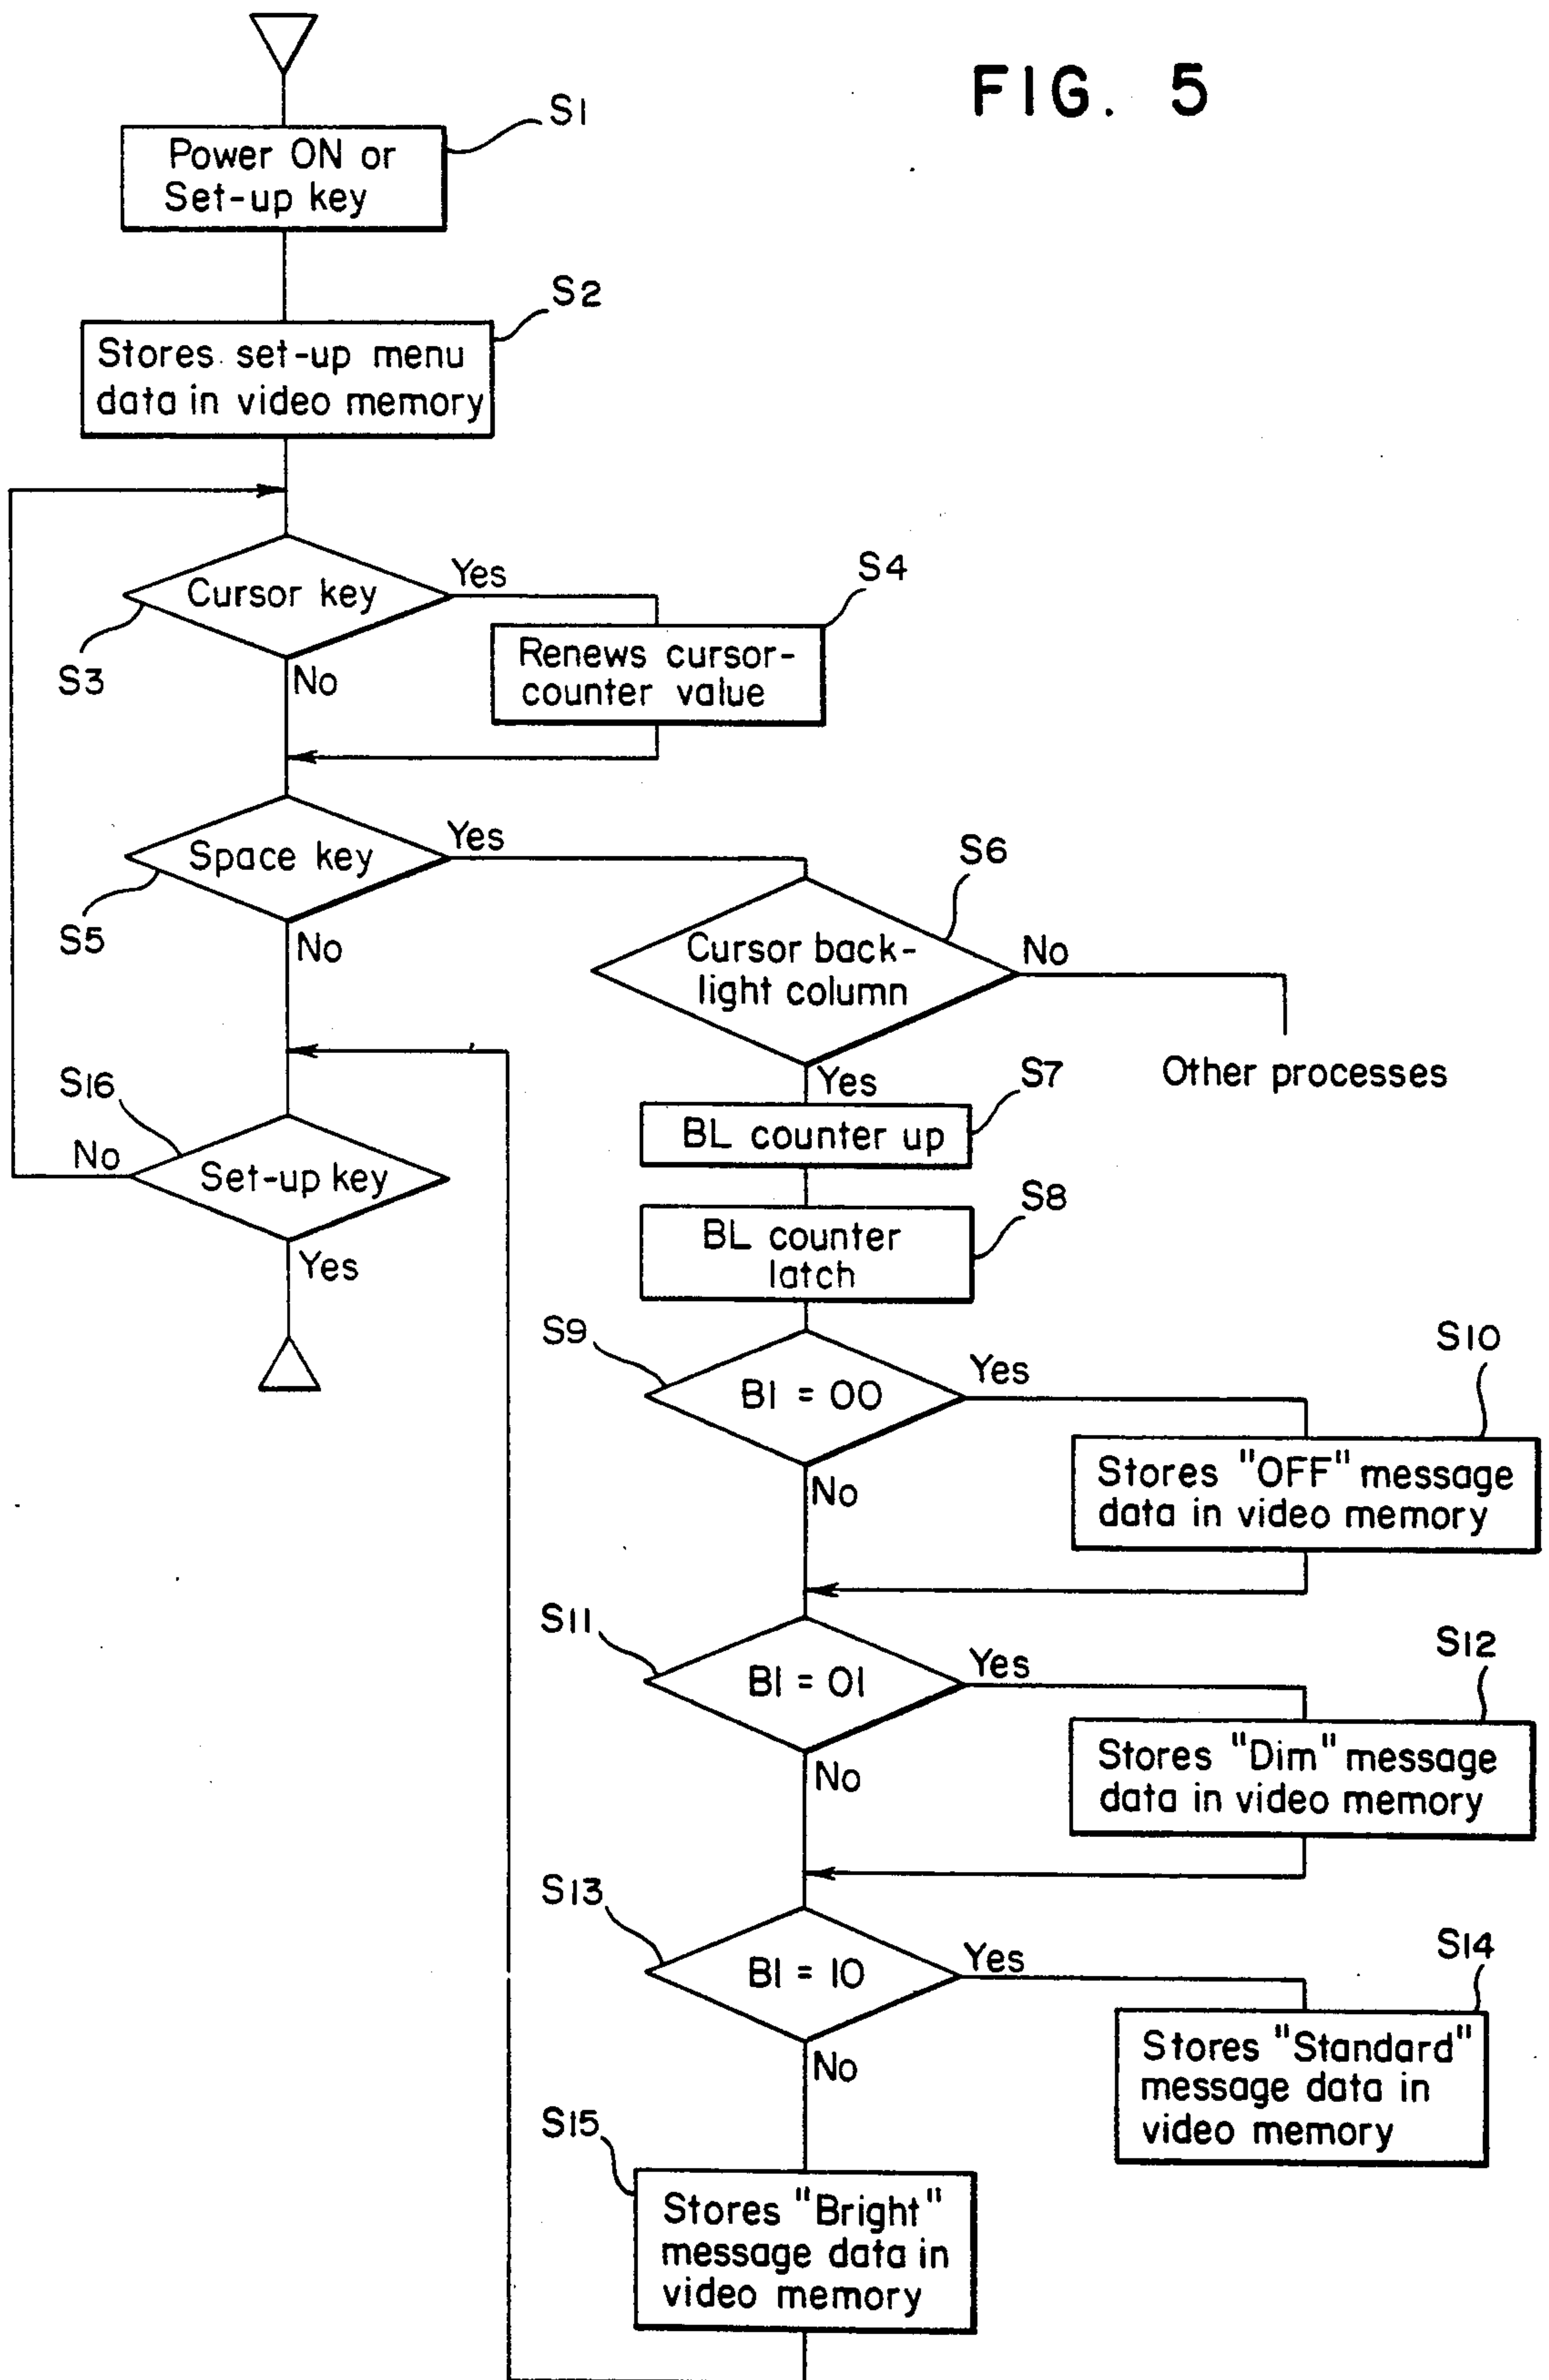 FIG. 5
S1
Power ON or
Set-up key
S2
Stores set-up menu
data in video memory
Cursor key
Yes
No
S3
S4
Renews cursor-
counter value
Space key
Yes
No
S5
S6
Cursor back-
light column
No
Yes
Other processes
S16
No
Set-up key
Yes
S7
BL counter up
S8
BL counter
latch
S9
BI = 00
Yes
No
S10
Stores "OFF" message
data in video memory
S11
BI = 01
Yes
No
S12
Stores "Dim" message
data in video memory
S13
BI = 10
Yes
No
S14
Stores "Standard"
message data in
video memory
S15
Stores "Bright"
message data in
video memory